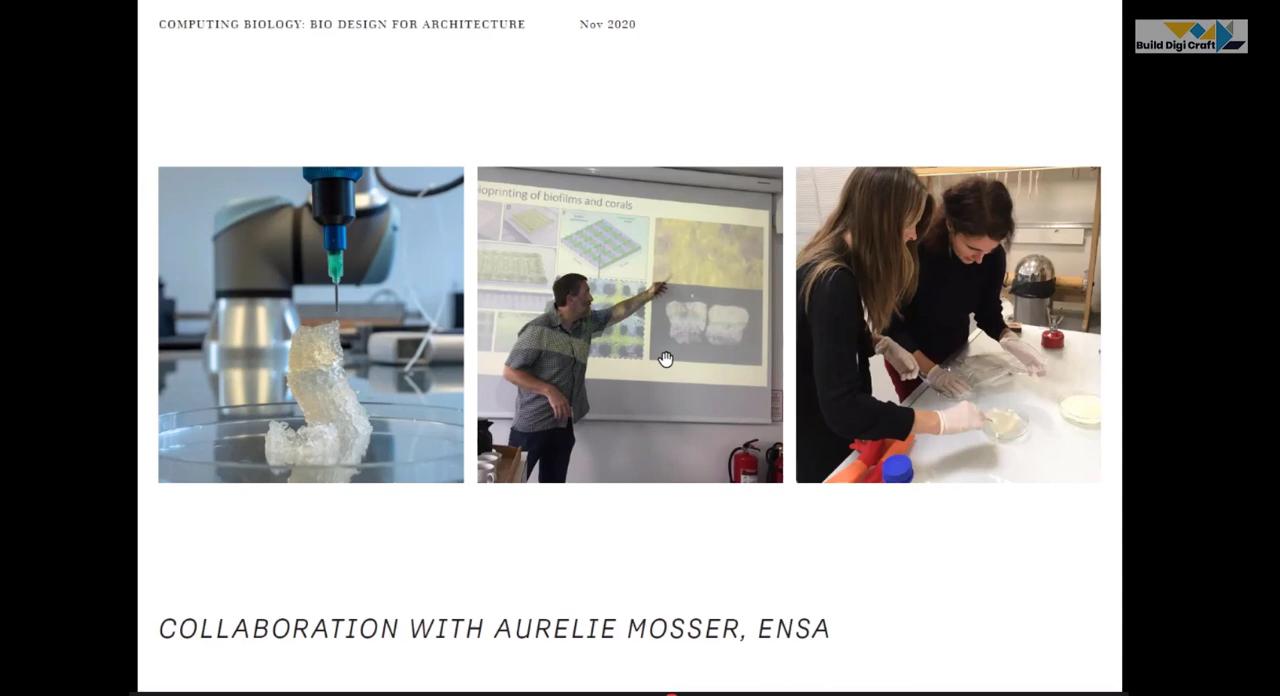 COMPUTING BIOLOGY: BIO DESIGN FOR ARCHITECTURE Nov 2020
Build Digi Craft
ioprinting of biofilms and corals
COLLABORATION WITH AURELIE MOSSER, ENSA